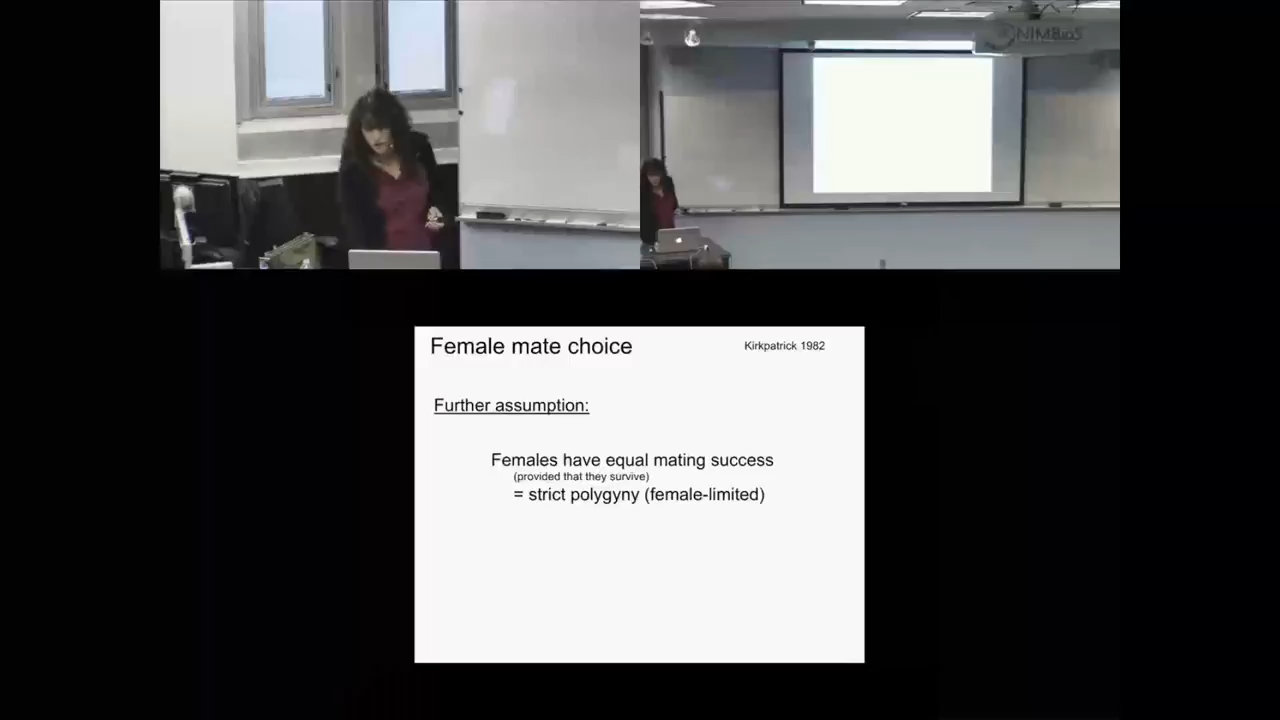 NIMBioS
Female mate choice
Kirkpatrick 1982
Further assumption:
Females have equal mating success
(provided that they survive)
= strict polygyny (female-limited)